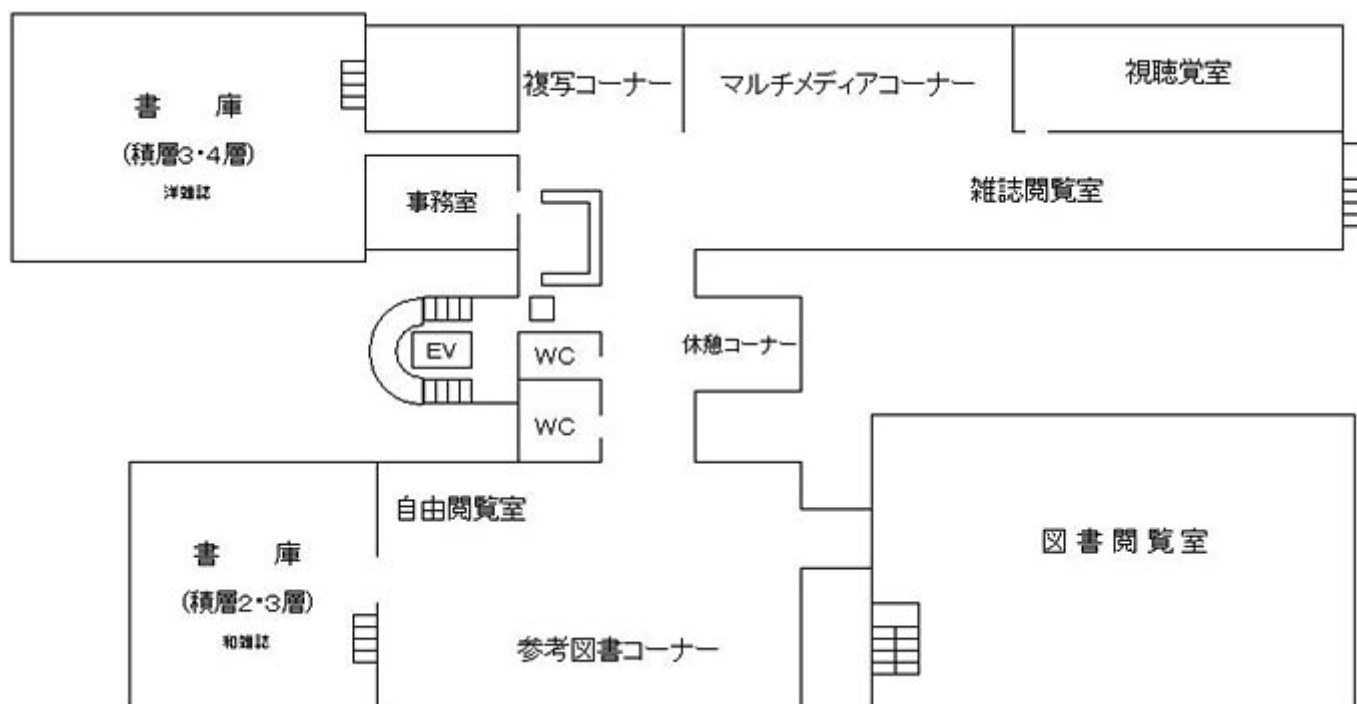 複写コーナー
マルチメディアコーナー
視聴覚室
書 庫
(積層3・4層)
洋雑誌
事務室
雑誌閲覧室
EV
WC
休憩コーナー
WC
自由閲覧室
書 庫
(積層2・3層)
和雑誌
図書閲覧室
参考図書コーナー